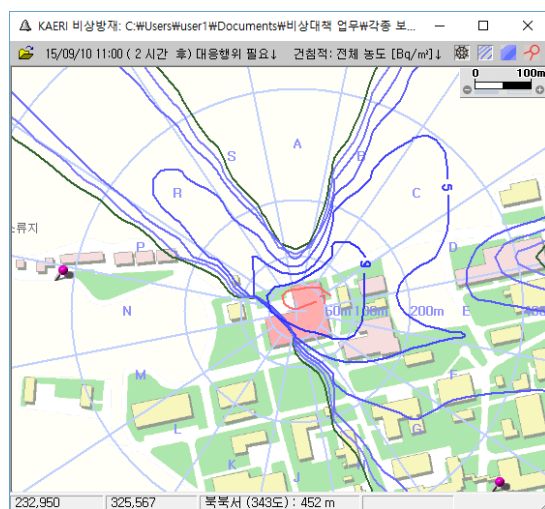 KAERI 비상방재: C:₩Users₩user1₩Documents₩비상대책 업무₩각종 보...
15/09/10 11:00 ( 2 시간 후) 대응행위 필요↓ 건침적: 전체 농도 [Bq/m²]↓
0 100m
A
S B
R C
5
류지
P D
6
N 50m 100m 200m E
M F
L G
K
J
232,950 325,567 북북서 (343도) : 452 m